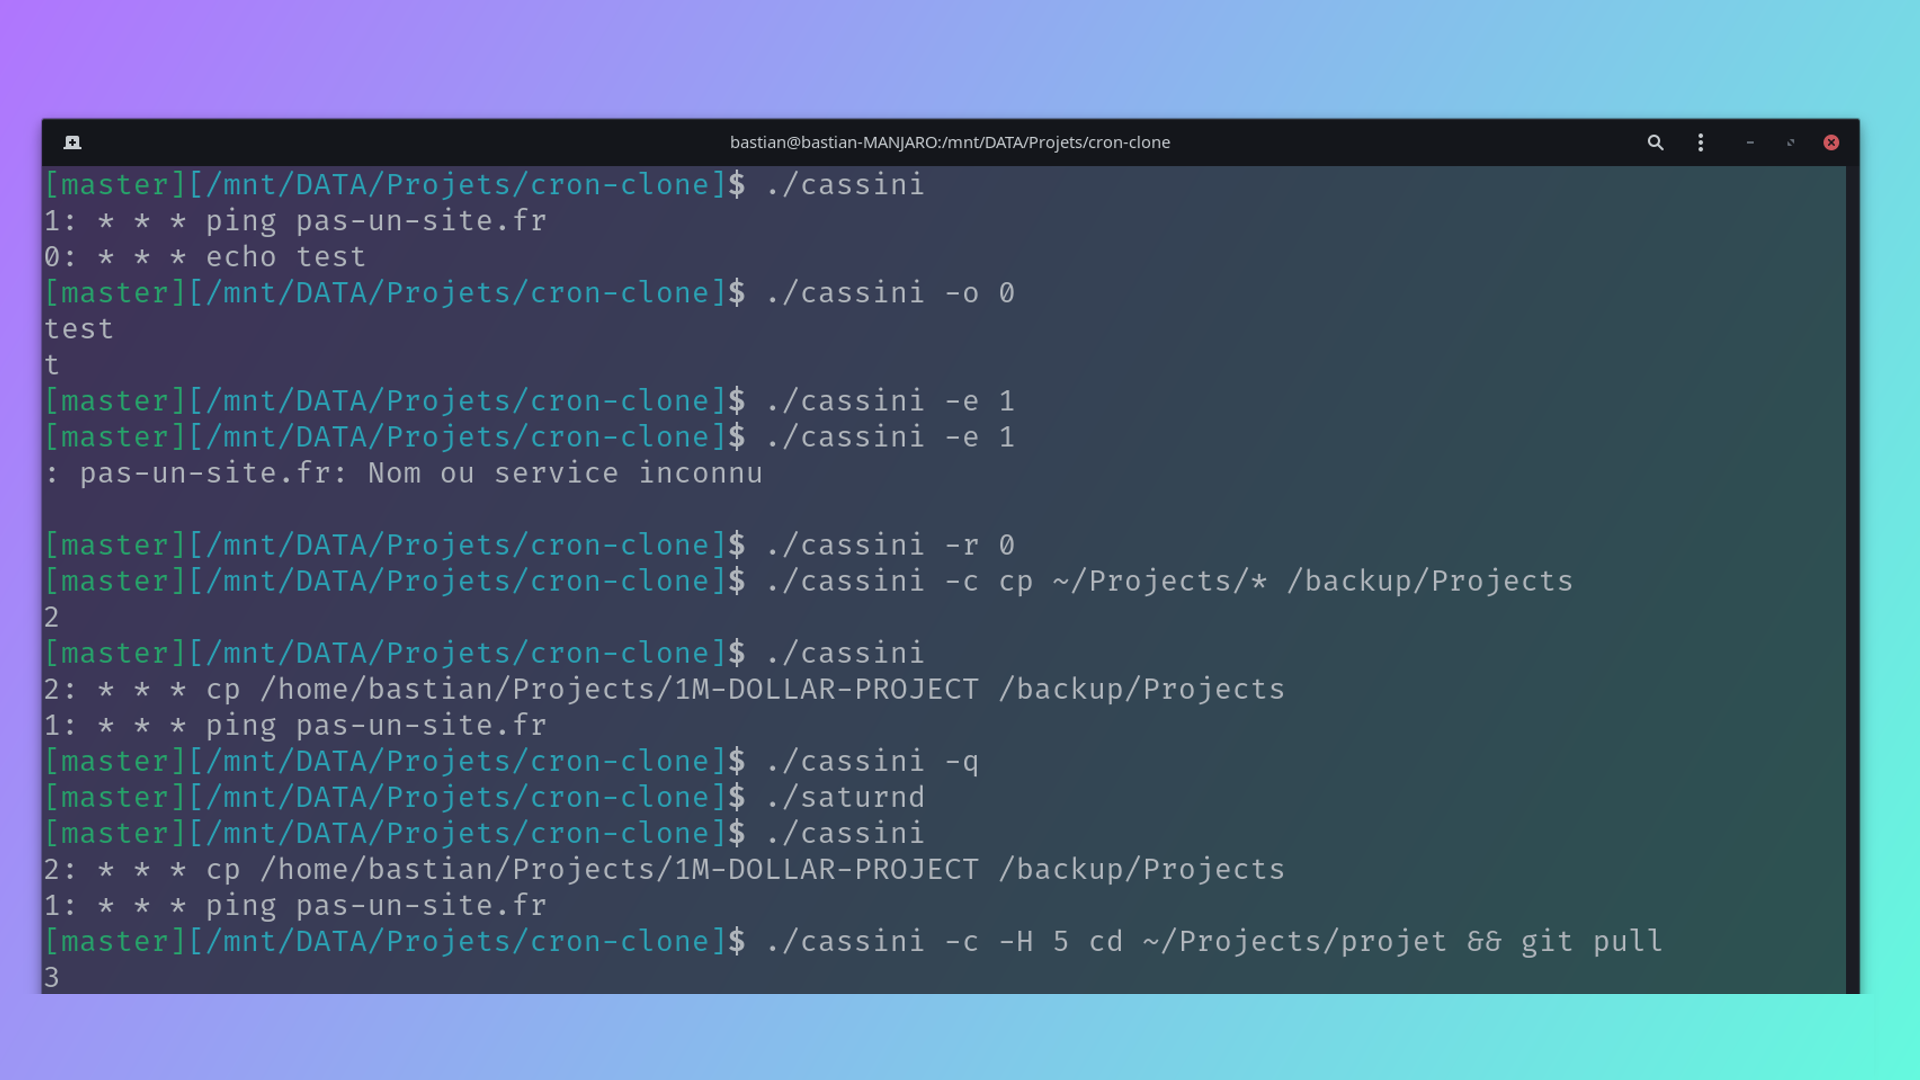 bastian@bastian-MANJARO:/mnt/DATA/Projets/cron-clone
[master][/mnt/DATA/Projets/cron-clone]$ ./cassini
1: * * * ping pas-un-site.fr
0: * * * echo test
[master][/mnt/DATA/Projets/cron-clone]$ ./cassini -o 0
test
t
[master][/mnt/DATA/Projets/cron-clone]$ ./cassini -e 1
[master][/mnt/DATA/Projets/cron-clone]$ ./cassini -e 1
: pas-un-site.fr: Nom ou service inconnu
[master][/mnt/DATA/Projets/cron-clone]$ ./cassini -r 0
[master][/mnt/DATA/Projets/cron-clone]$ ./cassini -c cp ~/Projects/* /backup/Projects
2
[master][/mnt/DATA/Projets/cron-clone]$ ./cassini
2: * * * cp /home/bastian/Projects/1M-DOLLAR-PROJECT /backup/Projects
1: * * * ping pas-un-site.fr
[master][/mnt/DATA/Projets/cron-clone]$ ./cassini -q
[master][/mnt/DATA/Projets/cron-clone]$ ./saturnd
[master][/mnt/DATA/Projets/cron-clone]$ ./cassini
2: * * * cp /home/bastian/Projects/1M-DOLLAR-PROJECT /backup/Projects
1: * * * ping pas-un-site.fr
[master][/mnt/DATA/Projets/cron-clone]$ ./cassini -c -H 5 cd ~/Projects/projet && git pull
3